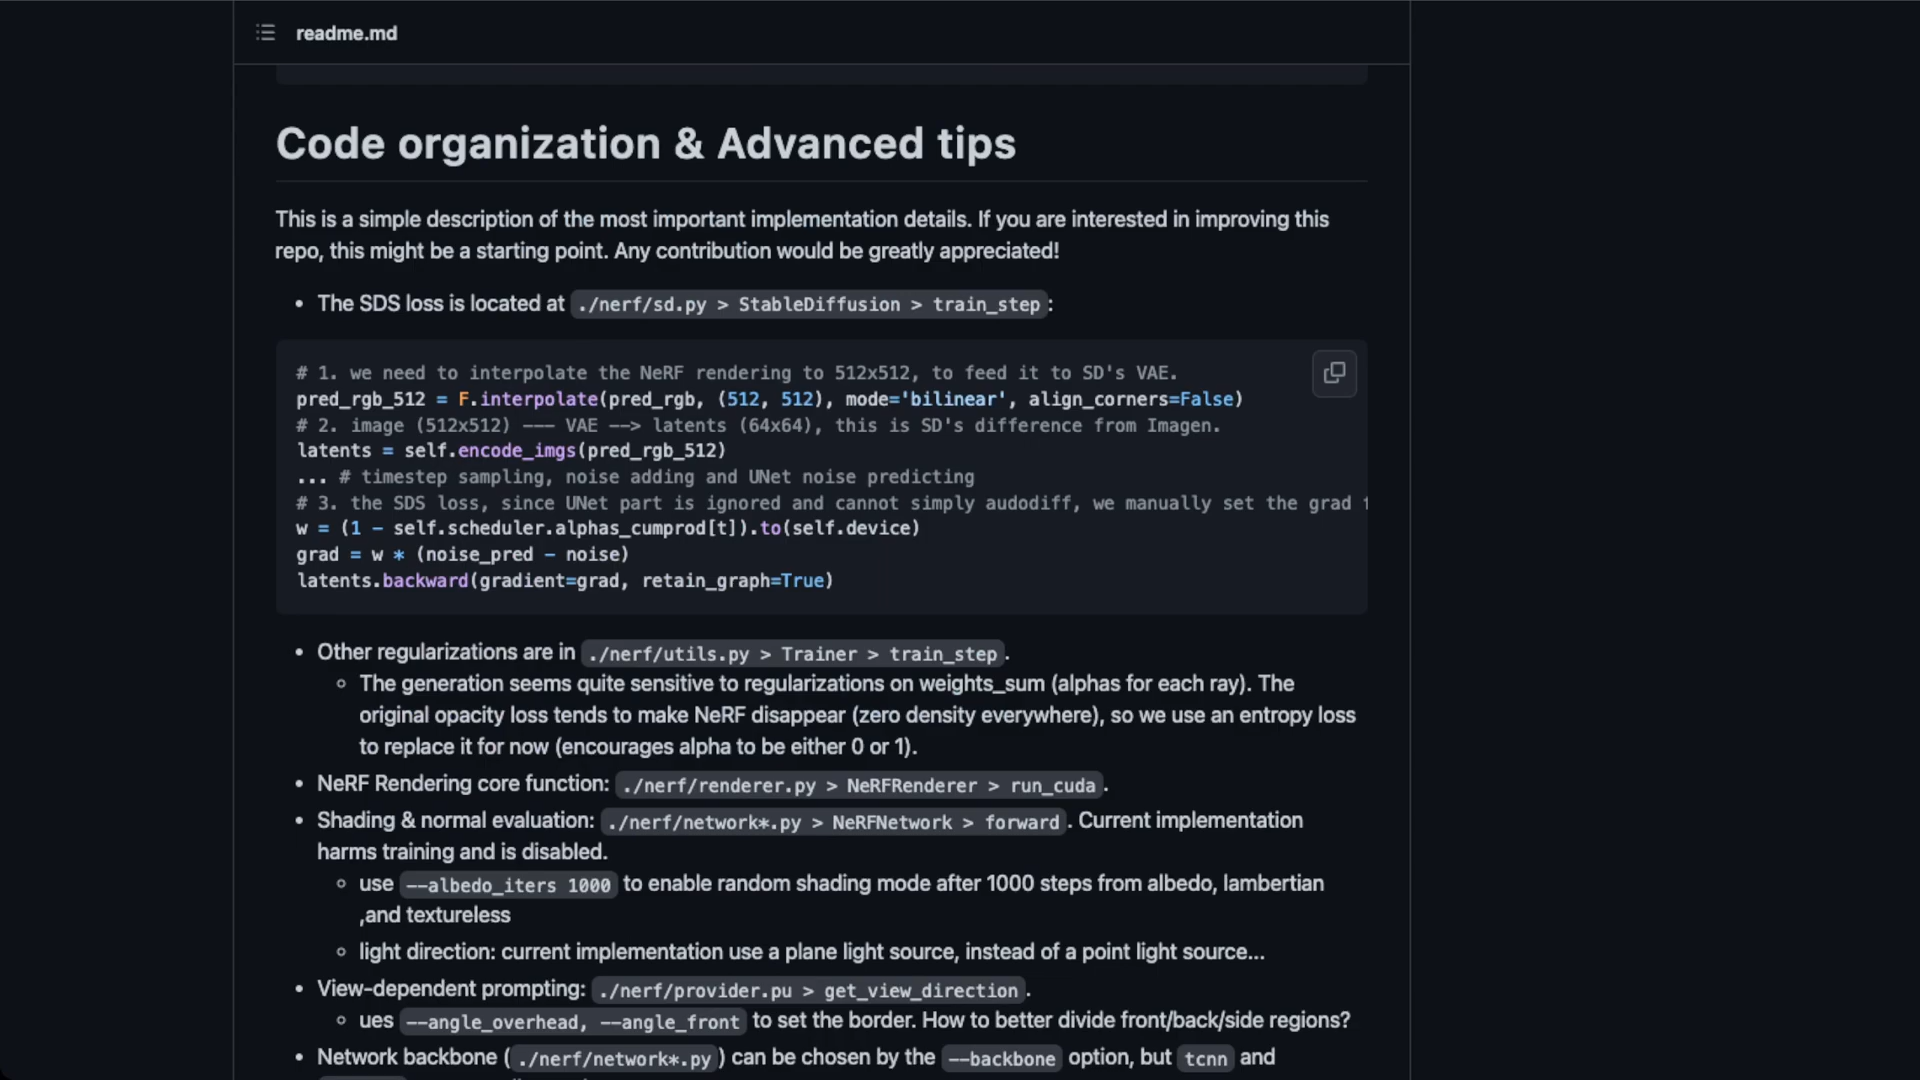 readme.md
Code organization & Advanced tips
This is a simple description of the most important implementation details. If you are interested in improving this
repo, this might be a starting point. Any contribution would be greatly appreciated!
• The SDS loss is located at ./nerf/sd.py > StableDiffusion > train_step:
# 1. we need to interpolate the NeRF rendering to 512x512, to feed it to SD's VAE.
pred_rgb_512 = F.interpolate(pred_rgb, (512, 512), mode='bilinear', align_corners=False)
# 2. image (512x512) --- VAE --> latents (64x64), this is SD's difference from Imagen.
latents = self.encode_imgs(pred_rgb_512)
... # timestep sampling, noise adding and UNet noise predicting
# 3. the SDS loss, since UNet part is ignored and cannot simply audodiff, we manually set the grad
w = (1 - self.scheduler.alphas_cumprod[t]).to(self.device)
grad = w * (noise_pred - noise)
latents.backward(gradient=grad, retain_graph=True)
• Other regularizations are in ./nerf/utils.py > Trainer > train_step.
◦ The generation seems quite sensitive to regularizations on weights_sum (alphas for each ray). The
original opacity loss tends to make NeRF disappear (zero density everywhere), so we use an entropy loss
to replace it for now (encourages alpha to be either 0 or 1).
• NeRF Rendering core function: ./nerf/renderer.py > NeRFRenderer > run_cuda.
• Shading & normal evaluation: ./nerf/network*.py > NeRFNetwork > forward. Current implementation
harms training and is disabled.
◦ use --albedo_iters 1000 to enable random shading mode after 1000 steps from albedo, lambertian
,and textureless
◦ light direction: current implementation use a plane light source, instead of a point light source...
• View-dependent prompting: ./nerf/provider.pu > get_view_direction.
◦ ues --angle_overhead, --angle_front to set the border. How to better divide front/back/side regions?
• Network backbone (./nerf/network*.py) can be chosen by the --backbone option, but tcnn and